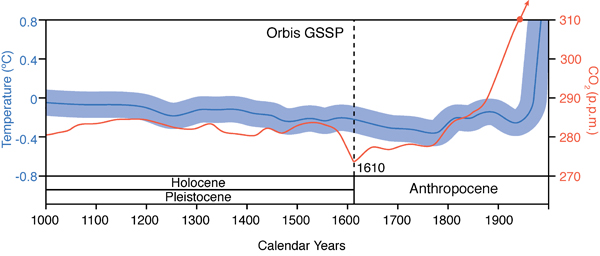 Orbis GSSP
0.8
0.4
0
-0.4
-0.8
Temperature (°C)
310
300
290
280
270
CO2 (p.p.m.)
1610
Holocene
Pleistocene
Anthropocene
1000 1100 1200 1300 1400 1500 1600 1700 1800 1900
Calendar Years